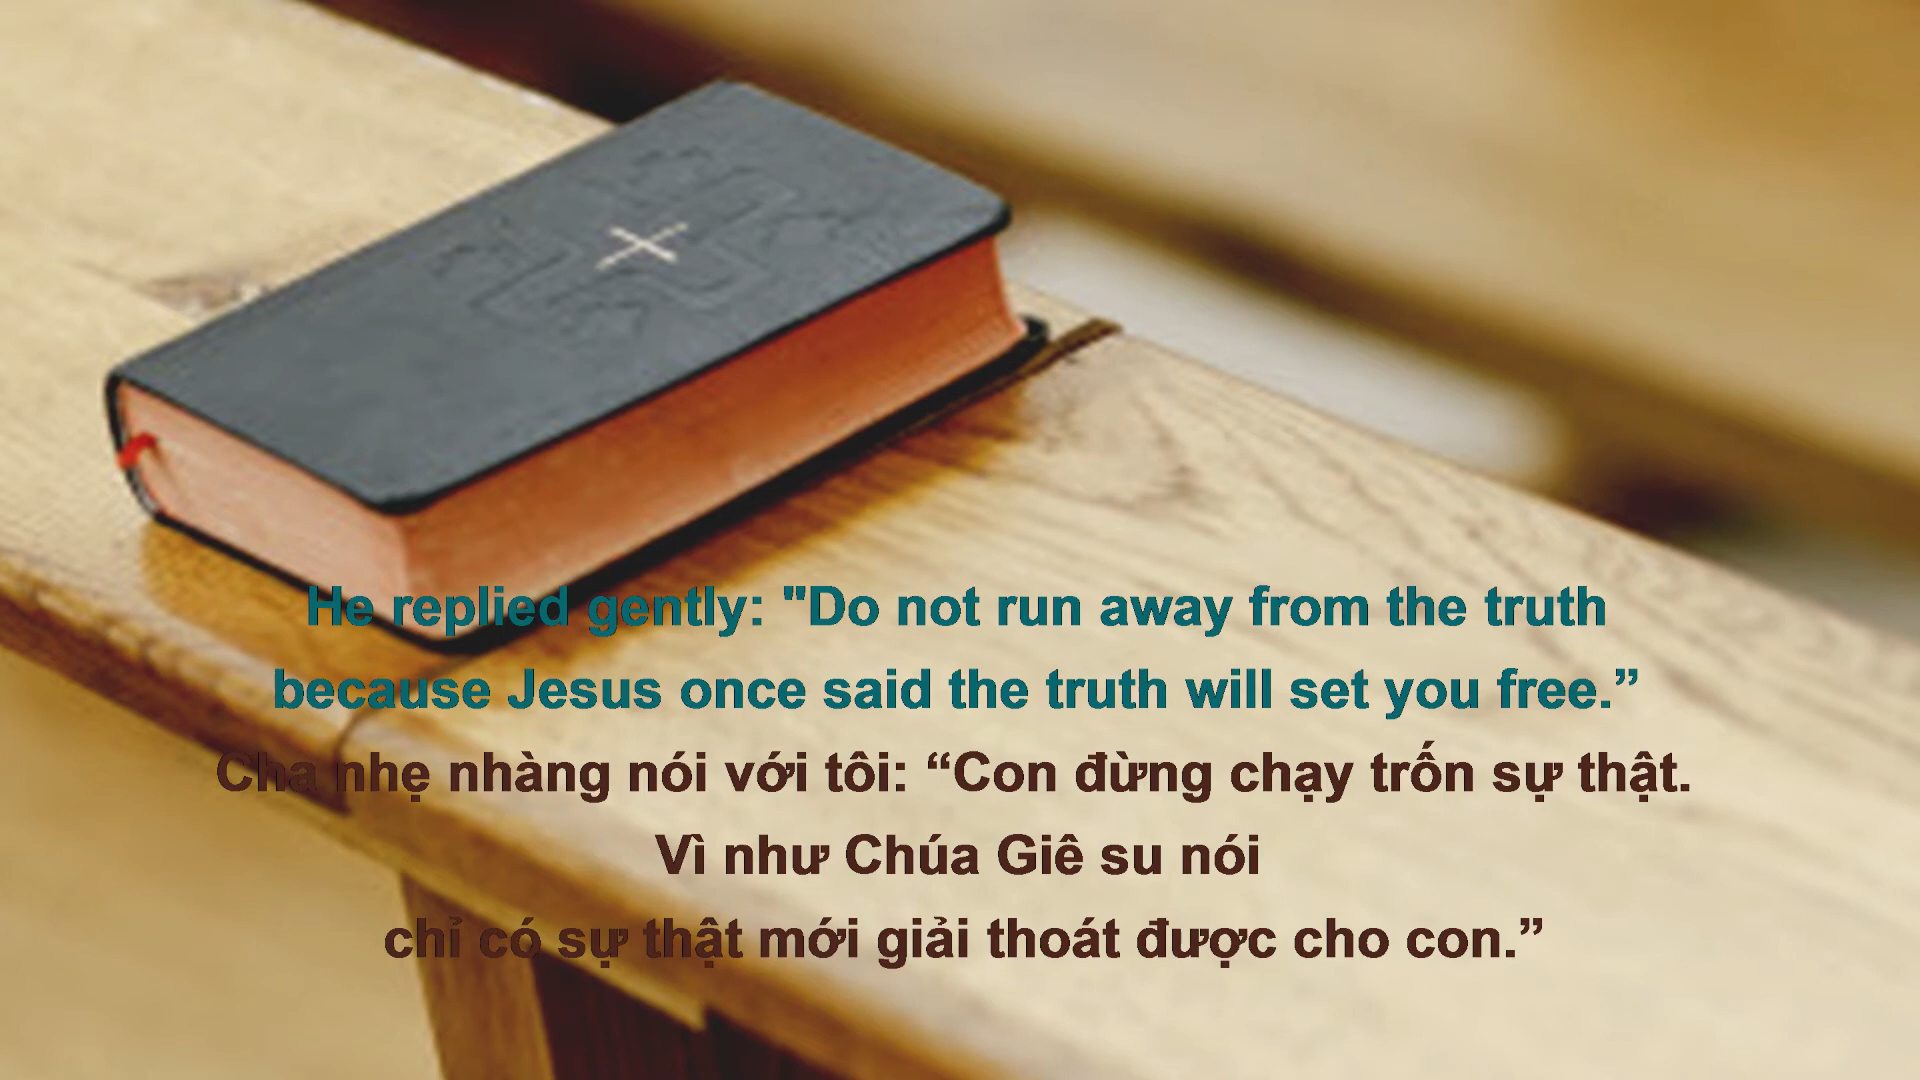 He replied gently: "Do not run away from the truth
because Jesus once said the truth will set you free.”
Cha nhẹ nhàng nói với tôi: “Con đừng chạy trốn sự thật.
Vì như Chúa Giê su nói
chỉ có sự thật mới giải thoát được cho con.”